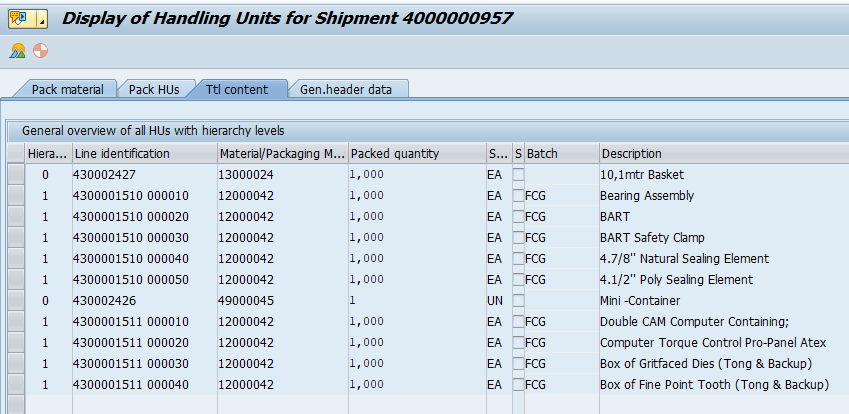 Display of Handling Units for Shipment 4000000957
Pack material Pack HUs Ttl content Gen.header data
General overview of all HUs with hierarchy levels
Hiera... Line identification Material/Packaging M... Packed quantity S... S Batch Description
0 430002427 13000024 1,000 EA 10,1mtr Basket
1 4300001510 000010 12000042 1,000 EA FCG Bearing Assembly
1 4300001510 000020 12000042 1,000 EA FCG BART
1 4300001510 000030 12000042 1,000 EA FCG BART Safety Clamp
1 4300001510 000040 12000042 1,000 EA FCG 4.7/8'' Natural Sealing Element
1 4300001510 000050 12000042 1,000 EA FCG 4.1/2'' Poly Sealing Element
0 430002426 49000045 1 UN Mini -Container
1 4300001511 000010 12000042 1,000 EA FCG Double CAM Computer Containing;
1 4300001511 000020 12000042 1,000 EA FCG Computer Torque Control Pro-Panel Atex
1 4300001511 000030 12000042 1,000 EA FCG Box of Gritfaced Dies (Tong & Backup)
1 4300001511 000040 12000042 1,000 EA FCG Box of Fine Point Tooth (Tong & Backup)